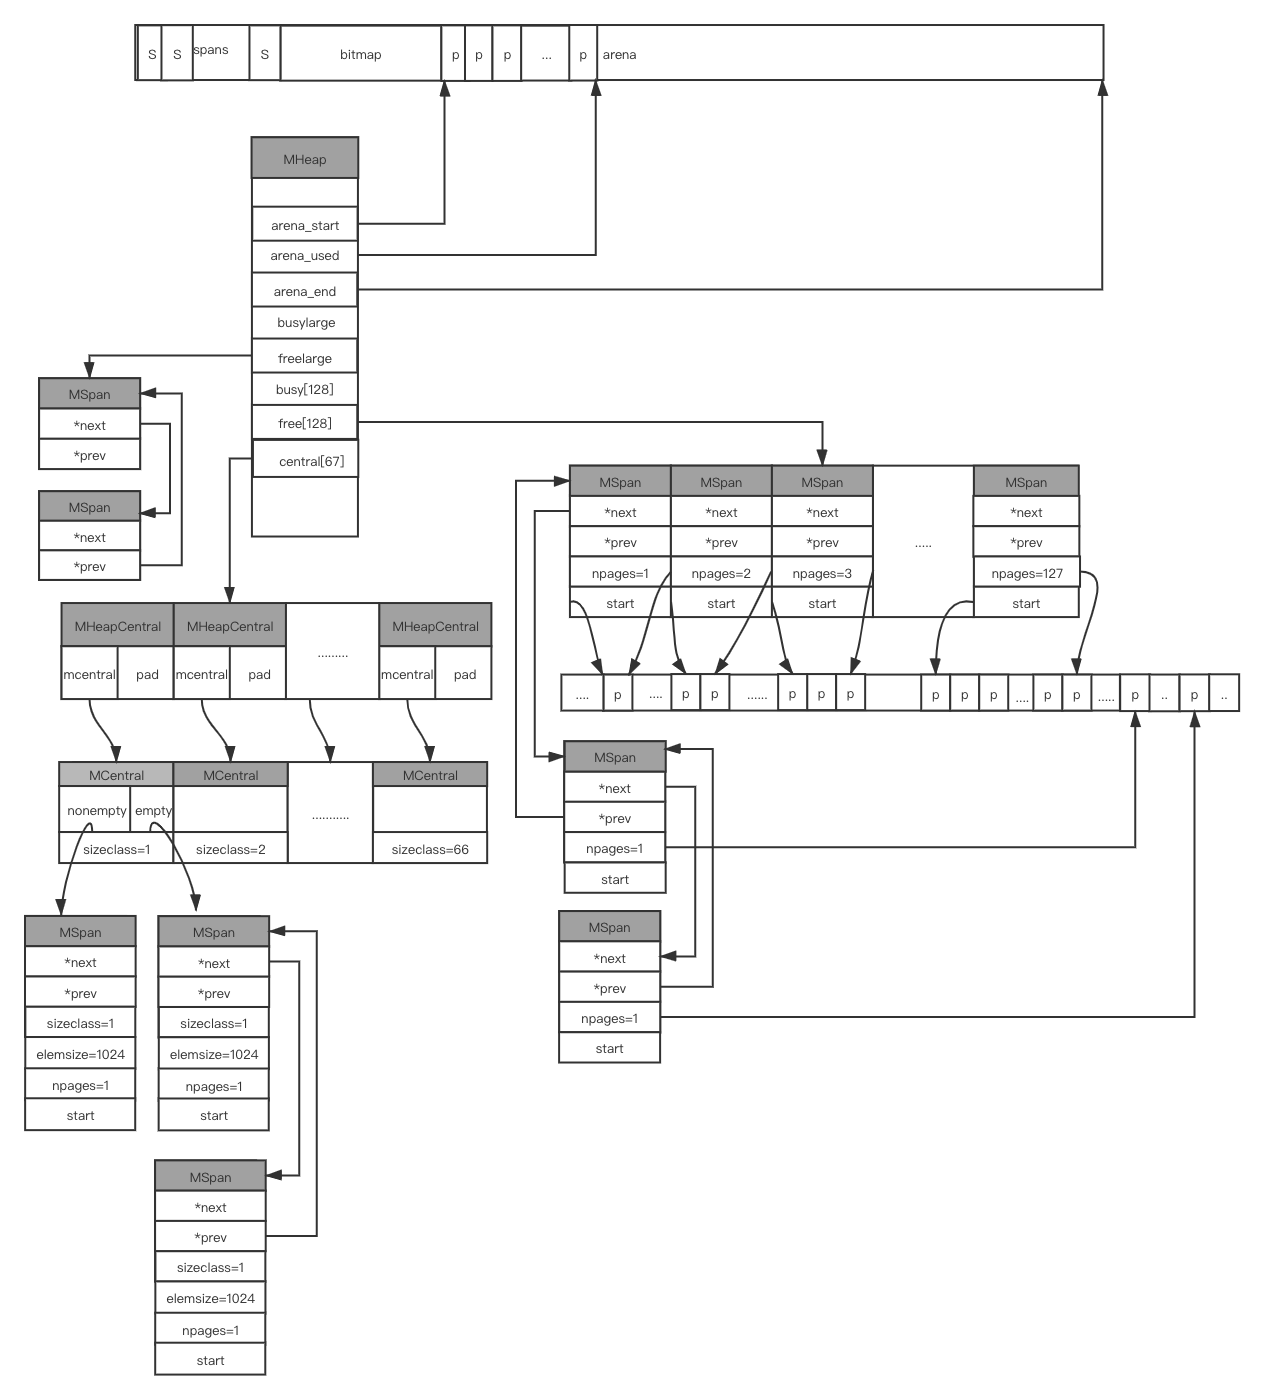 S S spans S bitmap p p p ... p arena
MHeap
arena_start
arena_used
arena_end
busylarge
freelarge
busy[128]
free[128]
central[67]
MSpan
*next
*prev
MSpan
*next
*prev
MHeapCentral MHeapCentral ......... MHeapCentral
mcentral pad mcentral pad mcentral pad
MCentral MCentral ........... MCentral
nonempty empty
sizeclass=1 sizeclass=2 sizeclass=66
MSpan MSpan
*next *next
*prev *prev
sizeclass=1 sizeclass=1
elemsize=1024 elemsize=1024
npages=1 npages=1
start start
MSpan
*next
*prev
sizeclass=1
elemsize=1024
npages=1
start
MSpan MSpan MSpan MSpan
*next *next *next *next
*prev *prev *prev ..... *prev
npages=1 npages=2 npages=3 npages=127
start start start start
.... p .... p p ...... p p p p p p .... p p ..... p .. p ..
MSpan
*next
*prev
npages=1
start
MSpan
*next
*prev
npages=1
start